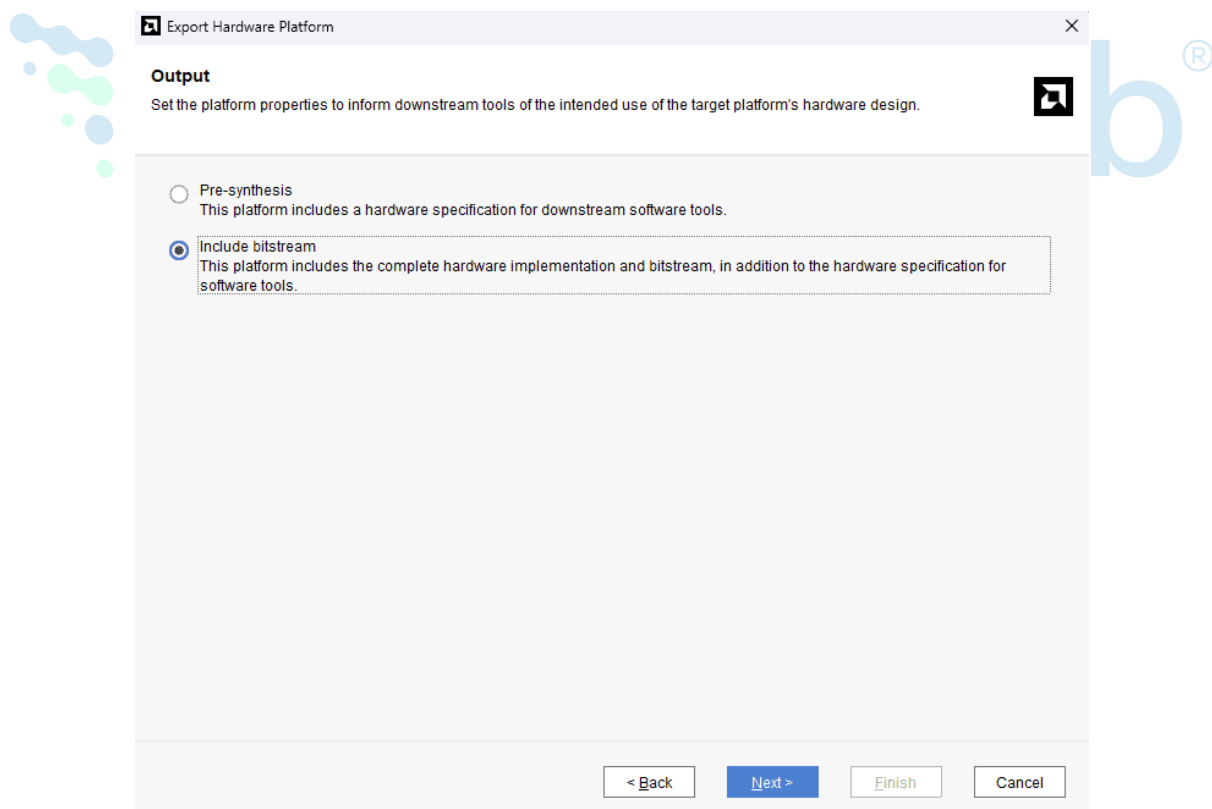 Export Hardware Platform
Output
Set the platform properties to inform downstream tools of the intended use of the target platform's hardware design.
b®
Pre-synthesis
This platform includes a hardware specification for downstream software tools.
Include bitstream
This platform includes the complete hardware implementation and bitstream, in addition to the hardware specification for
software tools.
< Back
Next >
Finish
Cancel